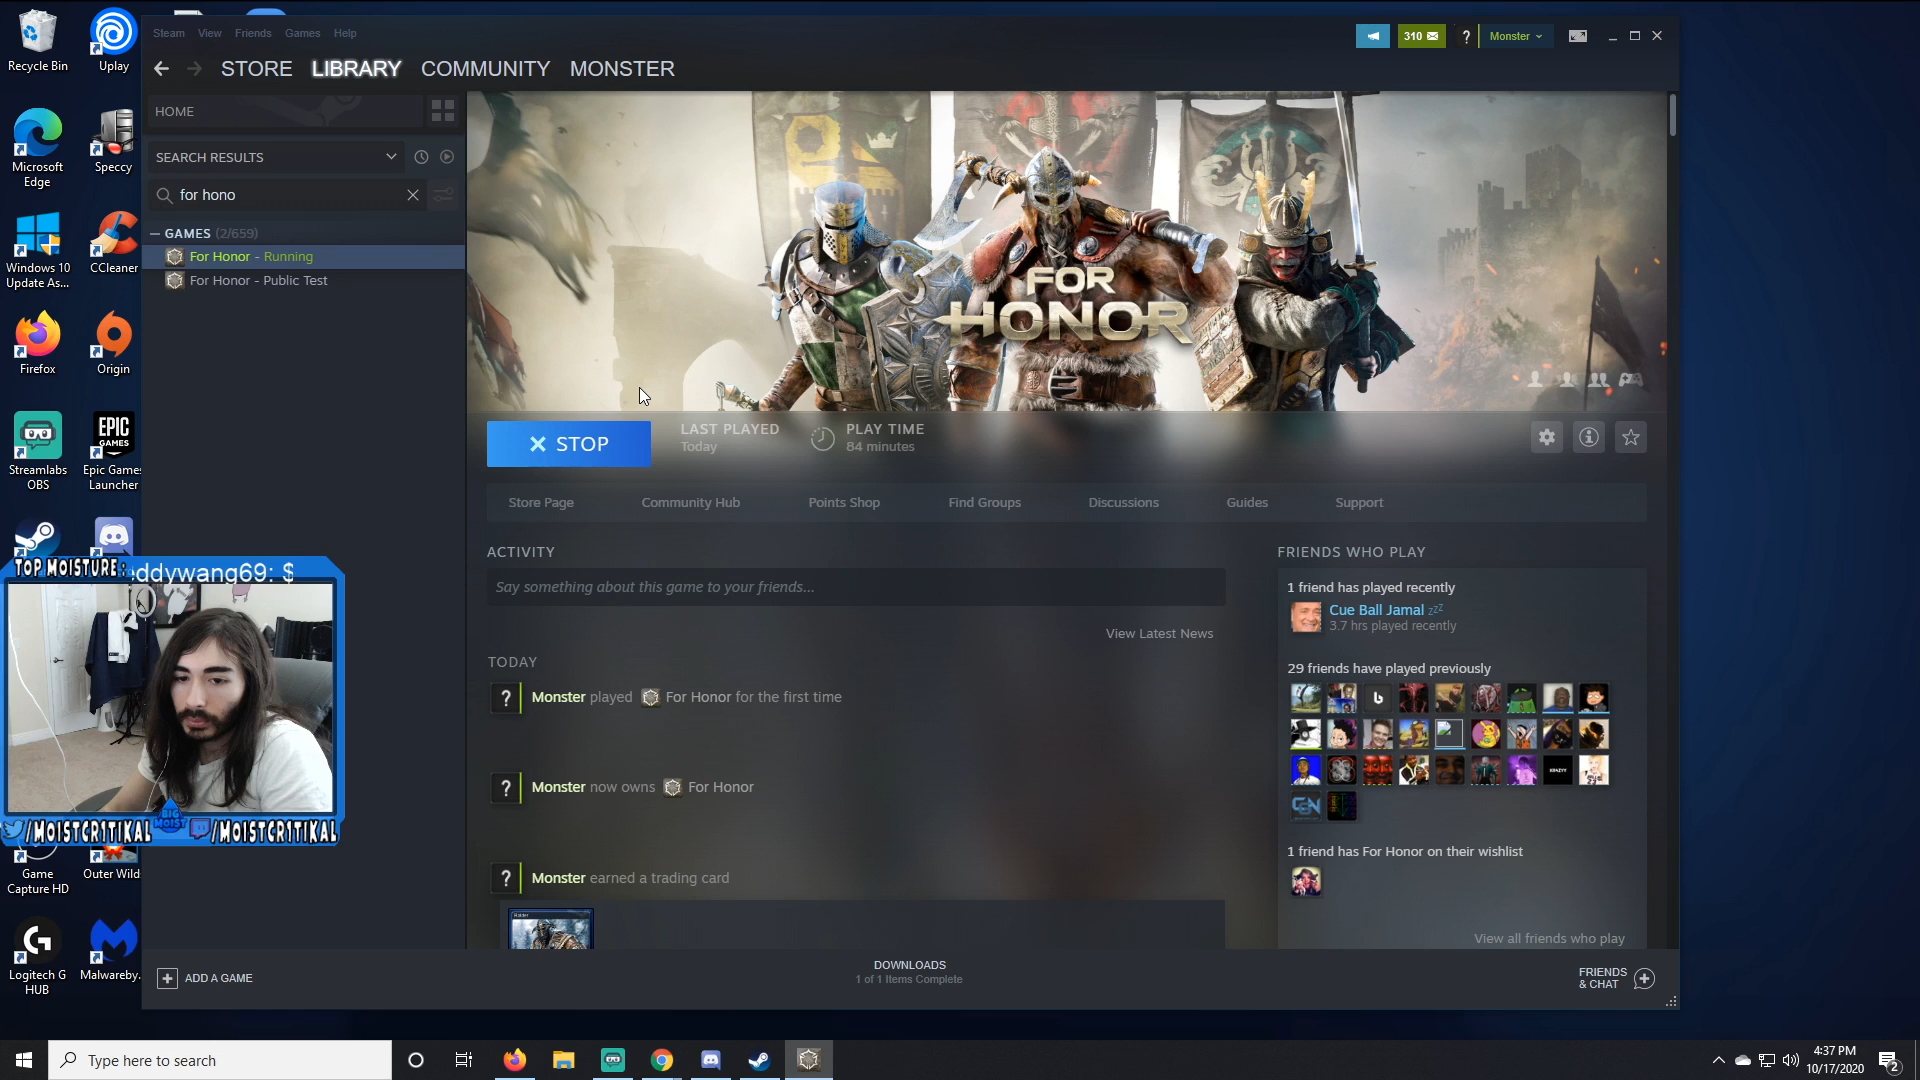 Recycle Bin
Uplay
Microsoft Edge
Speccy
Windows 10 Update As...
CCleaner
Firefox
Origin
Streamlabs OBS
EPIC GAMES
Epic Games Launcher
Game Capture HD
Outer Wild
Logitech G HUB
Malwareby...
Steam View Friends Games Help
310
?
Monster
STORE LIBRARY COMMUNITY MONSTER
HOME
SEARCH RESULTS
for hono
GAMES (2/659)
For Honor - Running
For Honor - Public Test
FOR HONOR
STOP
LAST PLAYED
Today
PLAY TIME
84 minutes
Store Page Community Hub Points Shop Find Groups Discussions Guides Support
ACTIVITY
Say something about this game to your friends...
View Latest News
TODAY
? Monster played For Honor for the first time
? Monster now owns For Honor
? Monster earned a trading card
Raider
FRIENDS WHO PLAY
1 friend has played recently
Cue Ball Jamal zzz
3.7 hrs played recently
29 friends have played previously
1 friend has For Honor on their wishlist
View all friends who play
TOP MOISTURE: eddywang69: $
/MOISTCR1TIKAL BIG MOIST /MOISTCR1TIKAL
ADD A GAME
DOWNLOADS
1 of 1 Items Complete
FRIENDS & CHAT
Type here to search
4:37 PM
10/17/2020
2